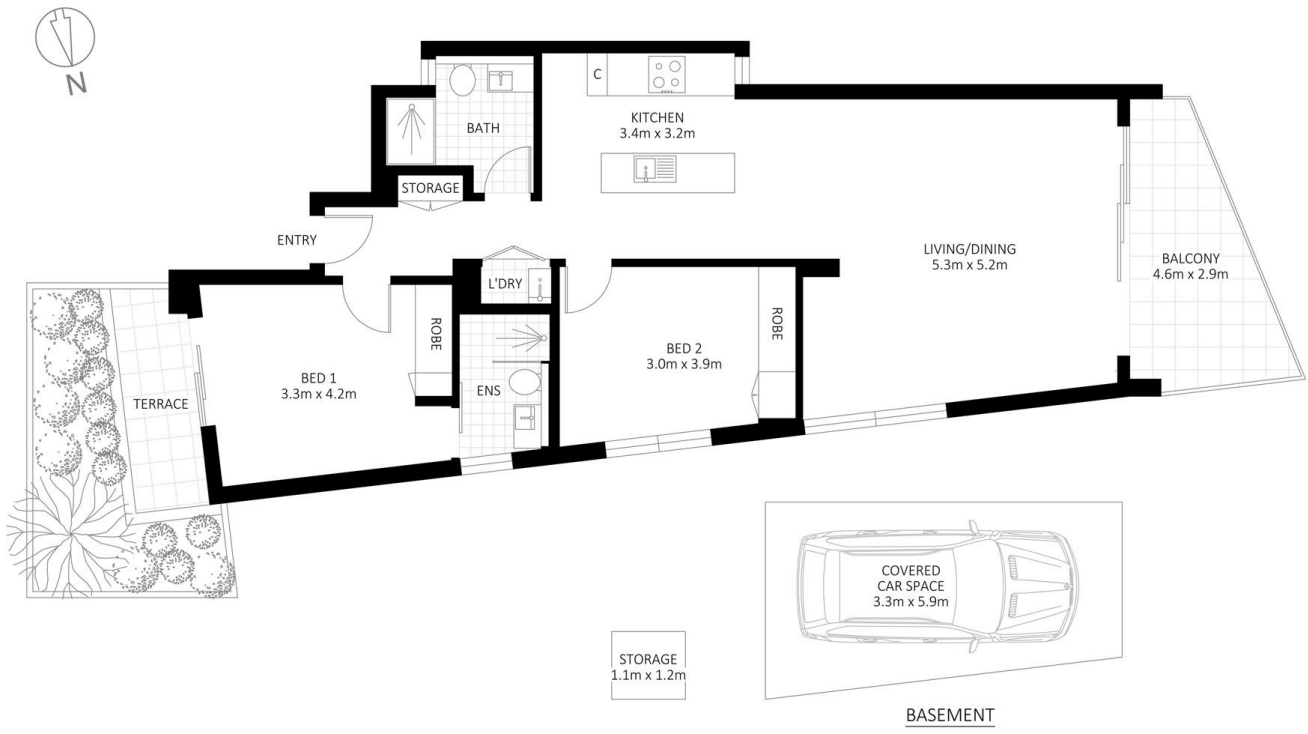 N
C
KITCHEN
3.4m x 3.2m
BATH
STORAGE
ENTRY
LIVING/DINING
5.3m x 5.2m
BALCONY
4.6m x 2.9m
L'DRY
ROBE
ROBE
BED 2
3.0m x 3.9m
BED 1
3.3m x 4.2m
ENS
TERRACE
COVERED
CAR SPACE
3.3m x 5.9m
STORAGE
1.1m x 1.2m
BASEMENT